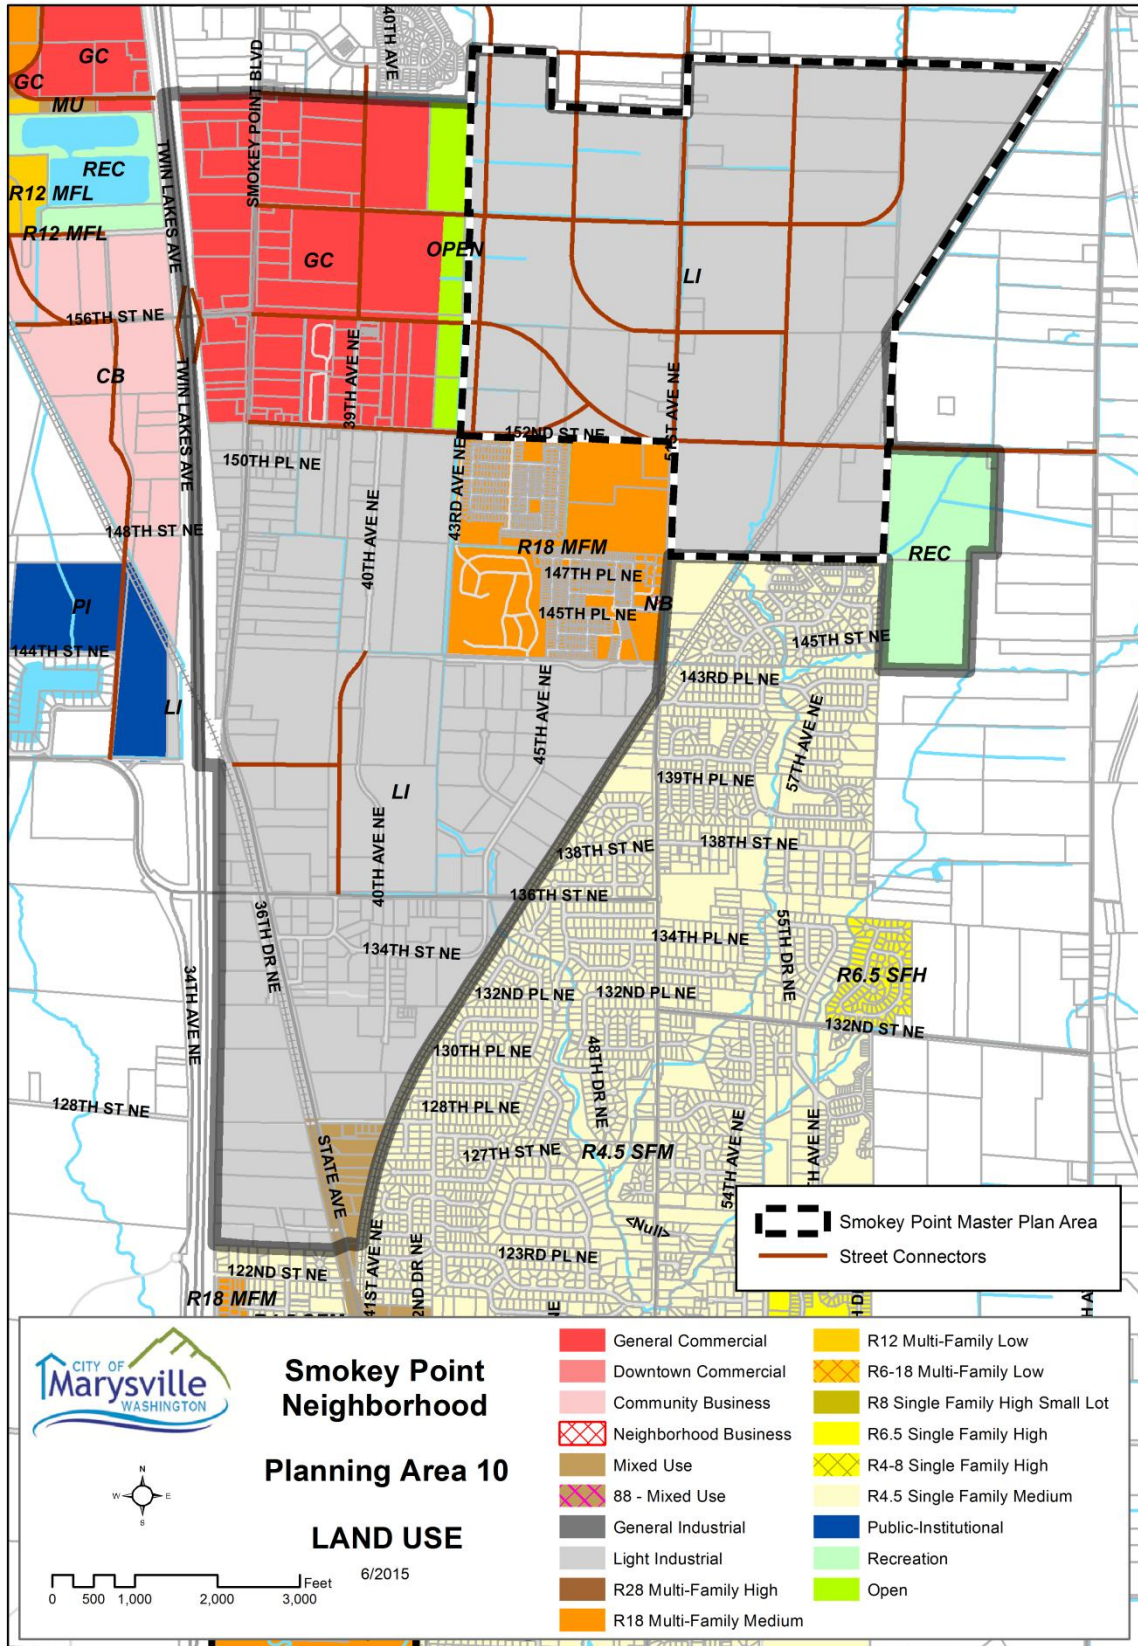 40TH AVE
GC
GC
MU
SMOKEY POINT BLVD
TWIN LAKES AVE
REC
R12 MFL
R12 MFL
OPEN
GC
LI
156TH ST NE
CB
TWIN LAKES AVE
39TH AVE NE
51ST AVE NE
152ND ST NE
150TH PL NE
43RD AVE NE
40TH AVE NE
148TH ST NE
R18 MFM
REC
147TH PL NE
PI
NB
145TH PL NE
145TH ST NE
144TH ST NE
143RD PL NE
LI
45TH AVE NE
57TH AVE NE
139TH PL NE
LI
40TH AVE NE
138TH ST NE
138TH ST NE
136TH ST NE
36TH DR NE
134TH ST NE
134TH PL NE
55TH DR NE
R6.5 SFH
34TH AVE NE
132ND PL NE
132ND PL NE
132ND ST NE
130TH PL NE
48TH DR NE
128TH ST NE
128TH PL NE
127TH ST NE
R4.5 SFM
54TH AVE NE
STATE AVE
<Null>
123RD PL NE
122ND ST NE
41ST AVE NE
R18 MFM
Smokey Point Master Plan Area
Street Connectors
CITY OF
Marysville
WASHINGTON
Smokey Point
Neighborhood
Planning Area 10
LAND USE
6/2015
N
W E
S
Feet
0 500 1,000 2,000 3,000
General Commercial
Downtown Commercial
Community Business
Neighborhood Business
Mixed Use
88 - Mixed Use
General Industrial
Light Industrial
R28 Multi-Family High
R18 Multi-Family Medium
R12 Multi-Family Low
R6-18 Multi-Family Low
R8 Single Family High Small Lot
R6.5 Single Family High
R4-8 Single Family High
R4.5 Single Family Medium
Public-Institutional
Recreation
Open